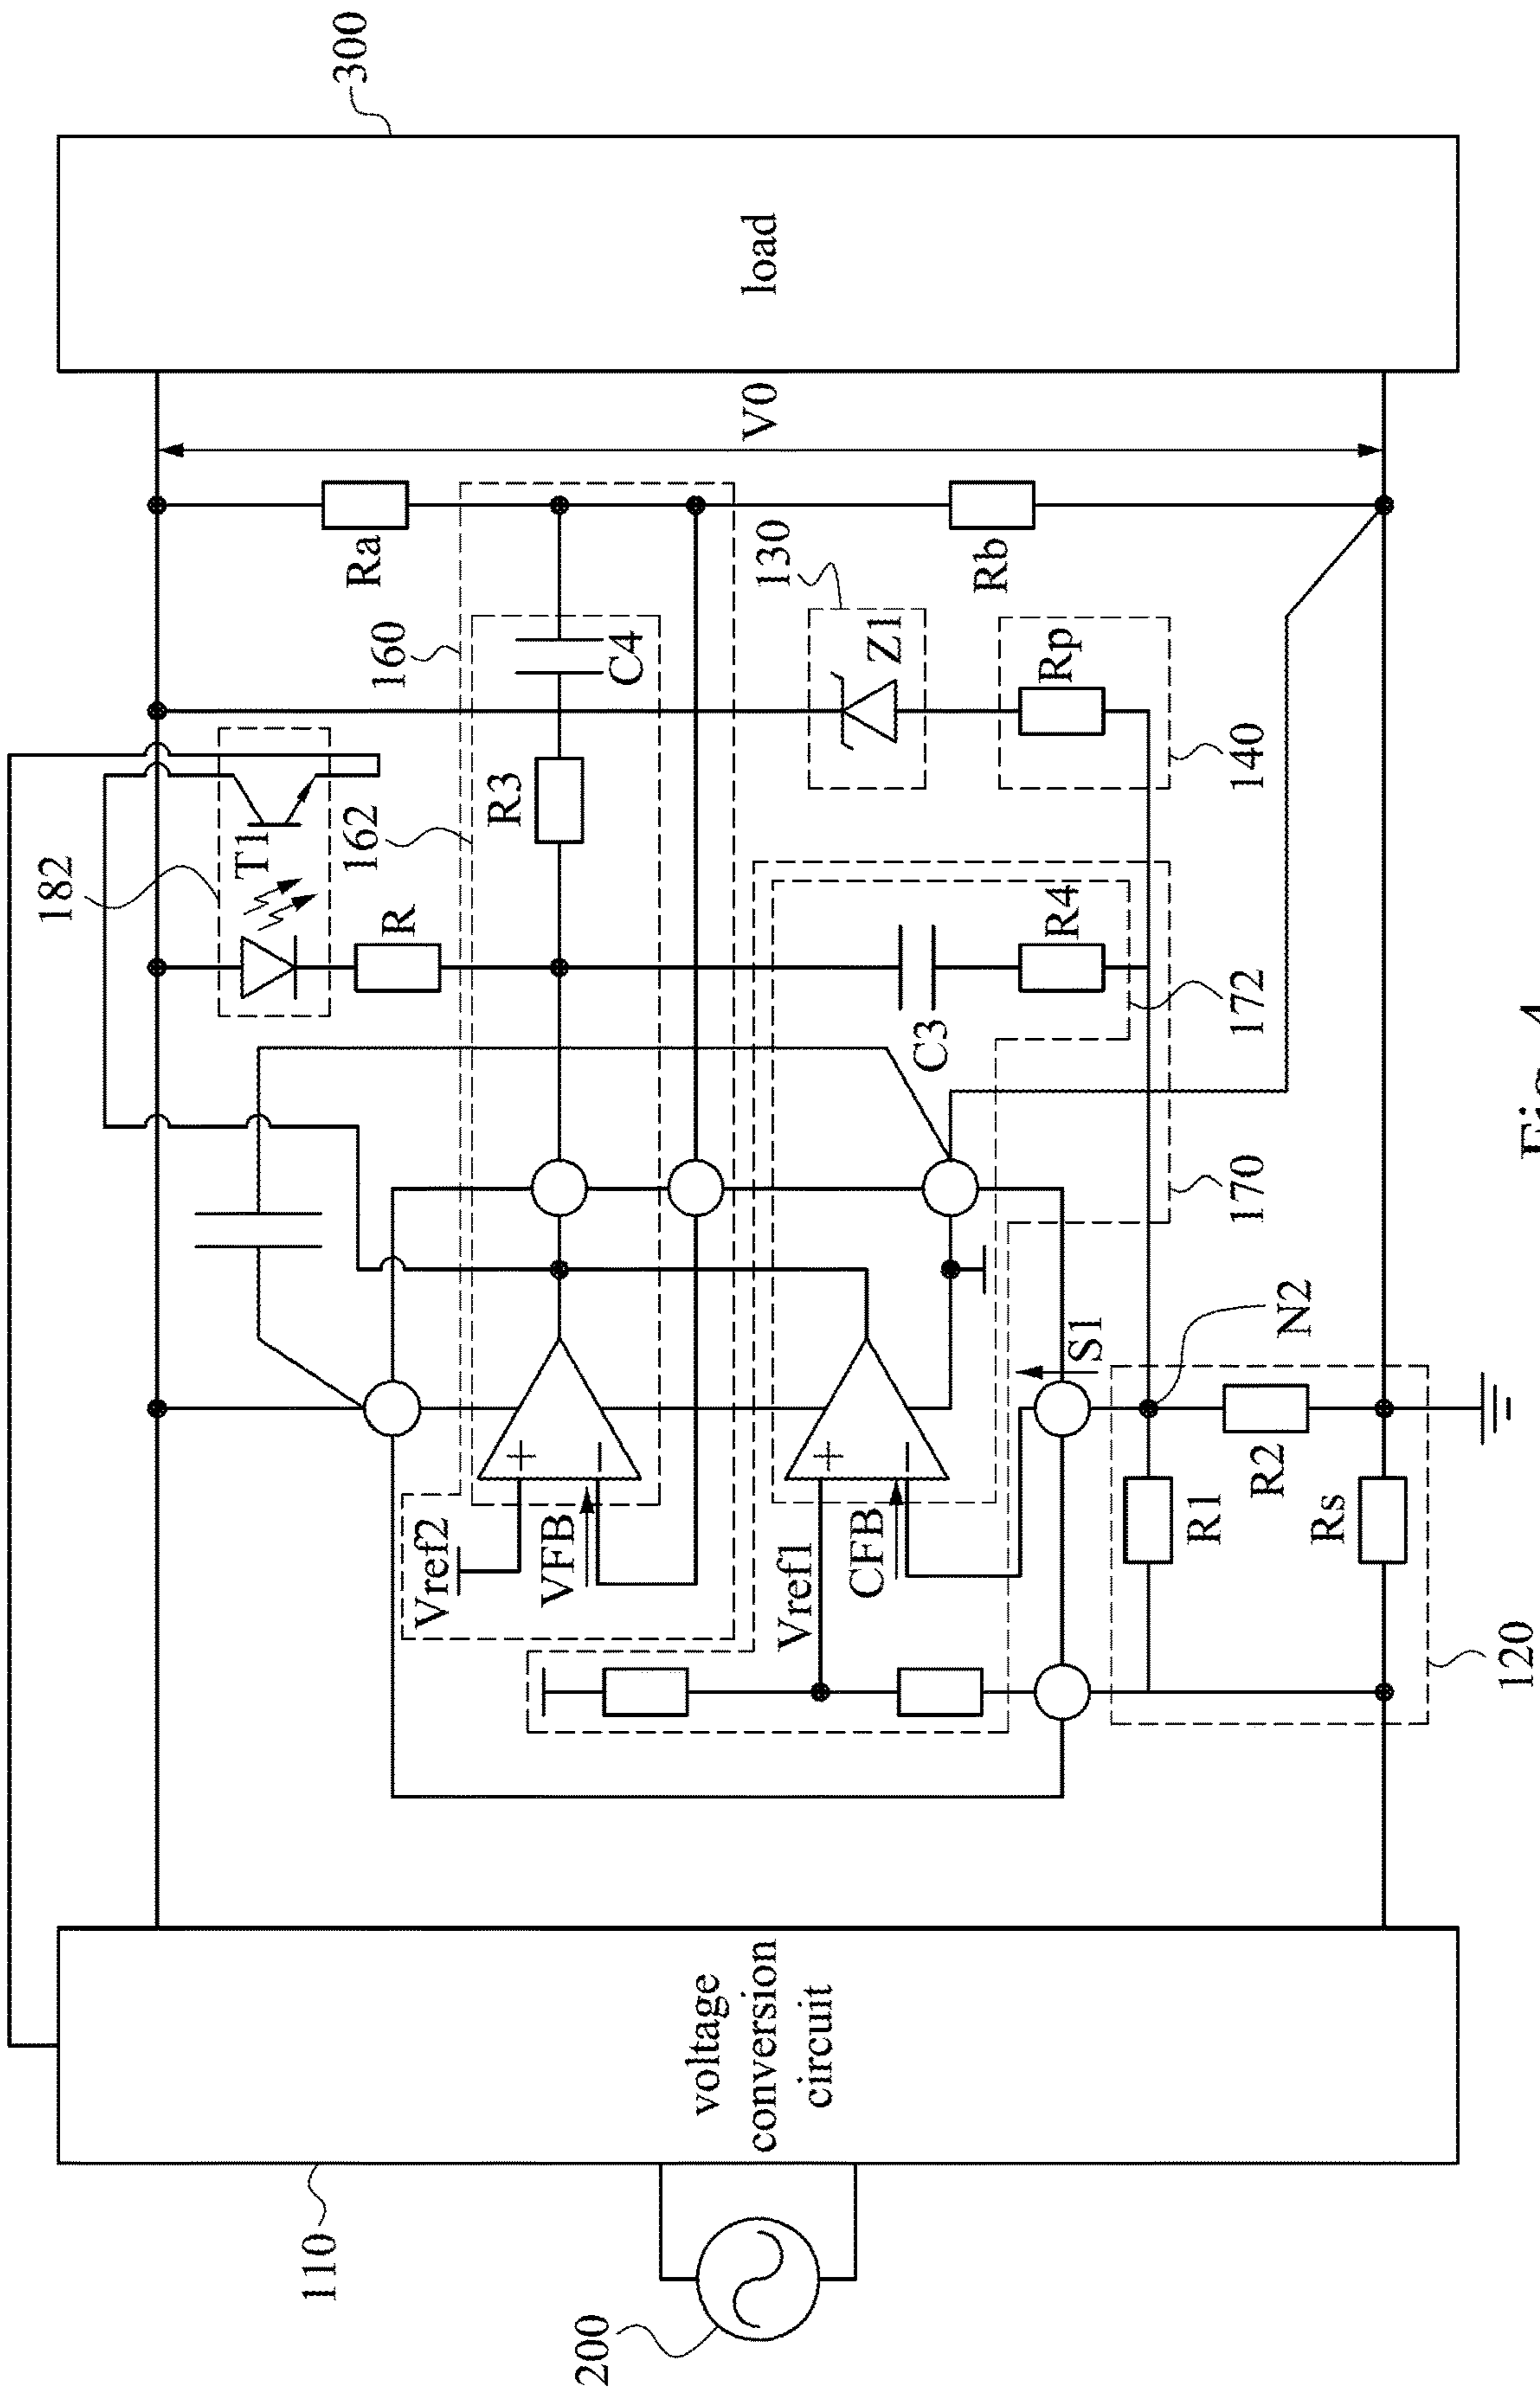 300
load
V0
Ra
Rb
130
Z1
Rp
140
160
C4
162
R3
182
T1
R
R4
172
C3
170
S1
N2
Vref2
VFB
Vref1
CFB
R1
R2
Rs
120
voltage
conversion
circuit
110
200